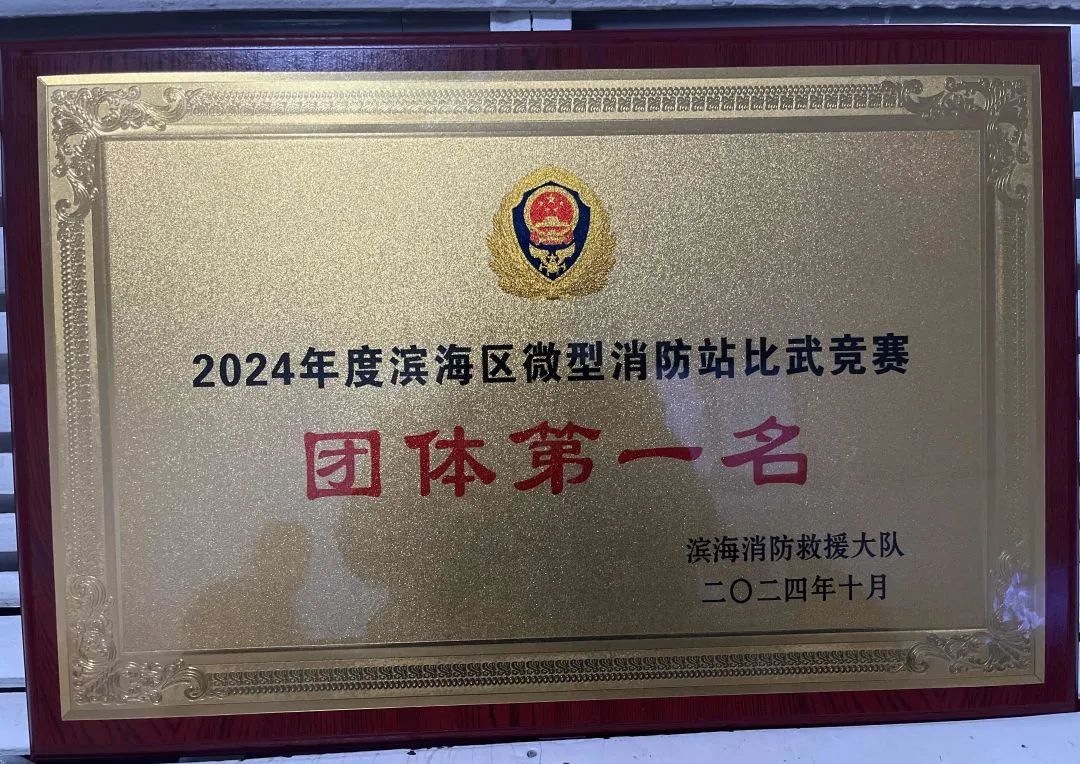 2024年度滨海区微型消防站比武竞赛
团体第一名
滨海消防救援大队
二〇二四年十月